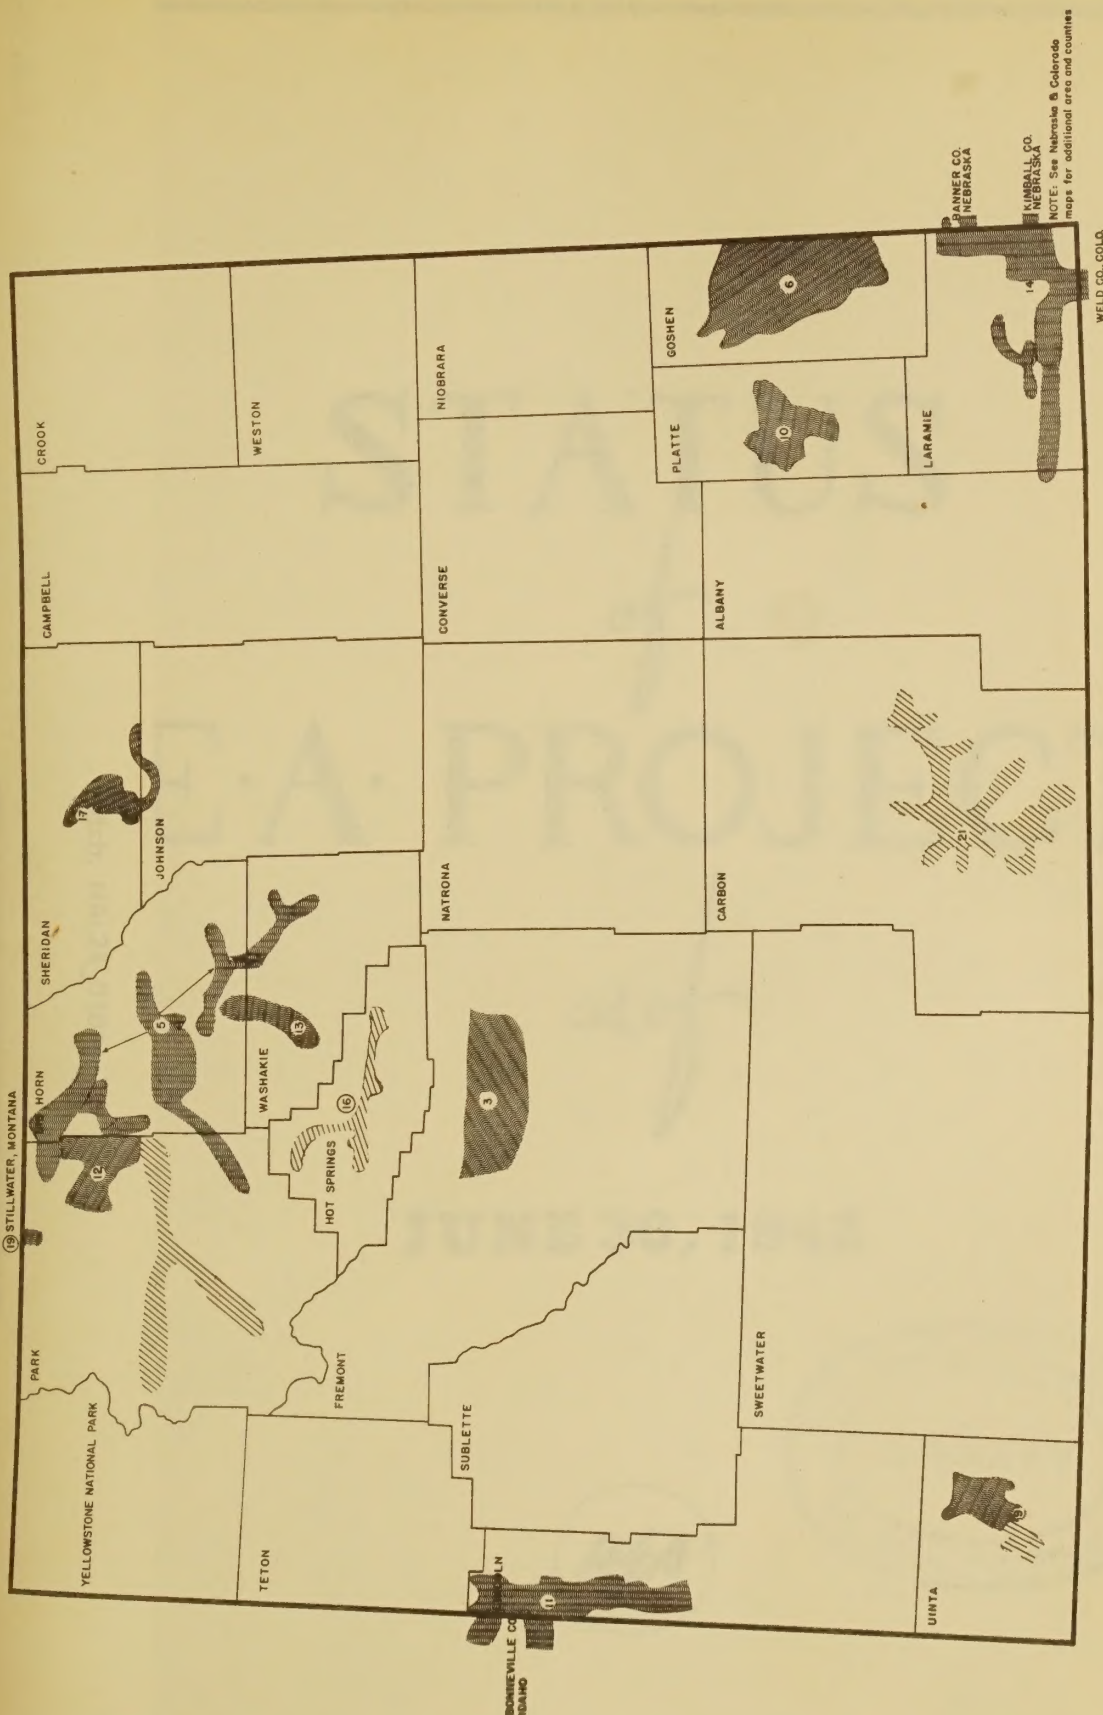 ⑲ STILLWATER, MONTANA
YELLOWSTONE NATIONAL PARK
PARK
HORN
SHERIDAN
CAMPBELL
CROOK
12
5
17
JOHNSON
WESTON
TETON
WASHAKIE
13
HOT SPRINGS
16
FREMONT
3
NATRONA
CONVERSE
NIOBRARA
SUBLETTE
BONNEVILLE CO.
IDAHO
11
PLATTE
10
GOSHEN
6
SWEETWATER
CARBON
21
ALBANY
LARAMIE
14
UINTA
BANNER CO.
NEBRASKA
KIMBALL CO.
NEBRASKA
NOTE: See Nebraska & Colorado
maps for additional area and counties
WELD CO. COLO.